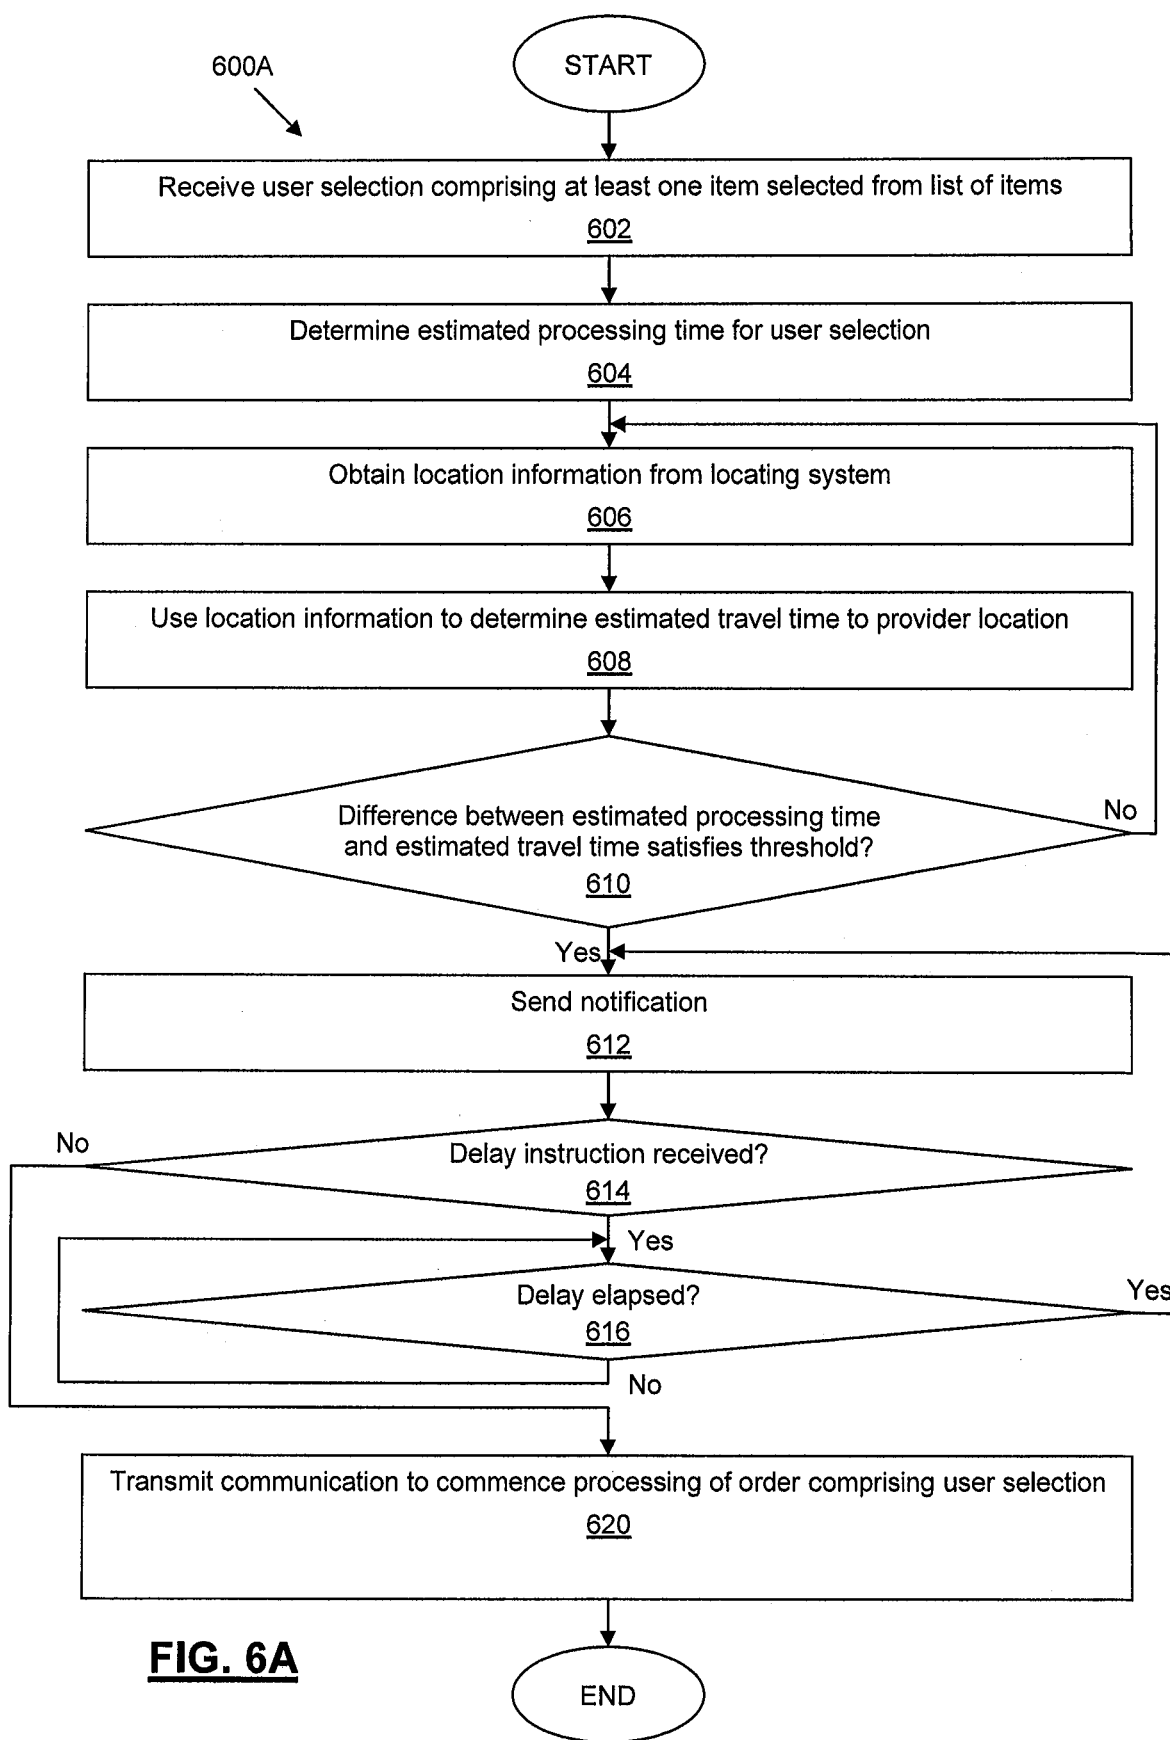 START
600A
Receive user selection comprising at least one item selected from list of items
602
Determine estimated processing time for user selection
604
Obtain location information from locating system
606
Use location information to determine estimated travel time to provider location
608
Difference between estimated processing time
and estimated travel time satisfies threshold?
610
No
Yes
Send notification
612
No
Delay instruction received?
614
Yes
Delay elapsed?
616
Yes
No
Transmit communication to commence processing of order comprising user selection
620
FIG. 6A
END